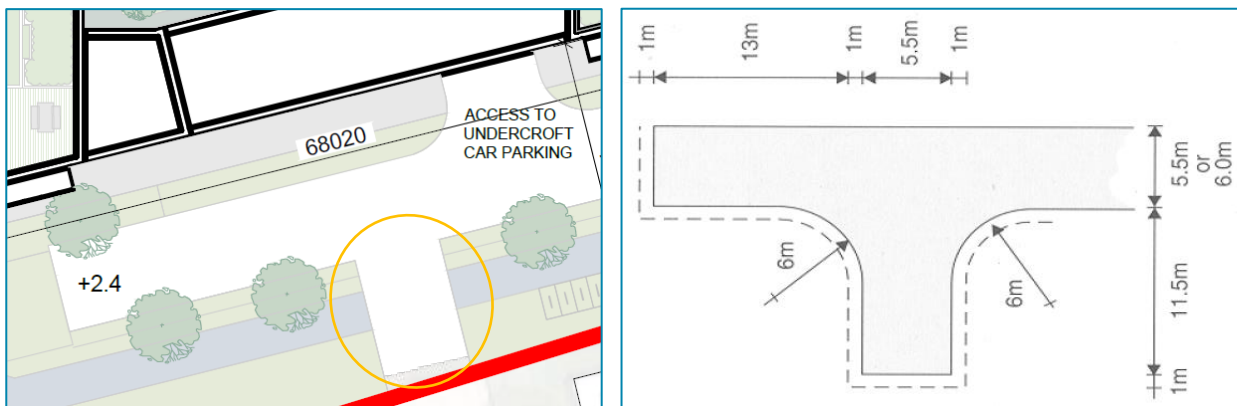 ACCESS TO
UNDERCROFT
CAR PARKING
68020
+2.4
1m
13m
1m
5.5m
1m
5.5m
or
6.0m
6m
6m
11.5m
1m